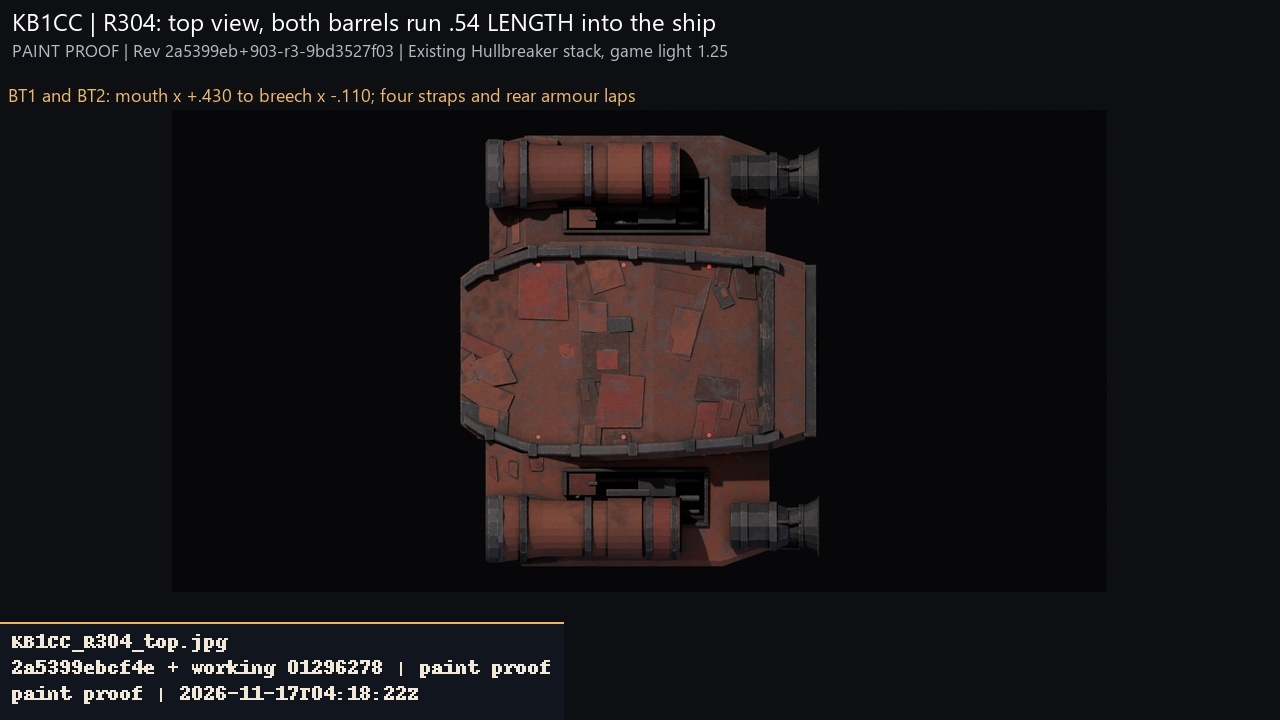 KB1CC | R304: top view, both barrels run .54 LENGTH into the ship
PAINT PROOF | Rev 2a5399eb+903-r3-9bd3527f03 | Existing Hullbreaker stack, game light 1.25
BT1 and BT2: mouth x +.430 to breech x -.110; four straps and rear armour laps
KB1CC_R304_top.jpg
2a5399ebcf4e + working 01296278 | paint proof
paint proof | 2026-11-17T04:18:22z